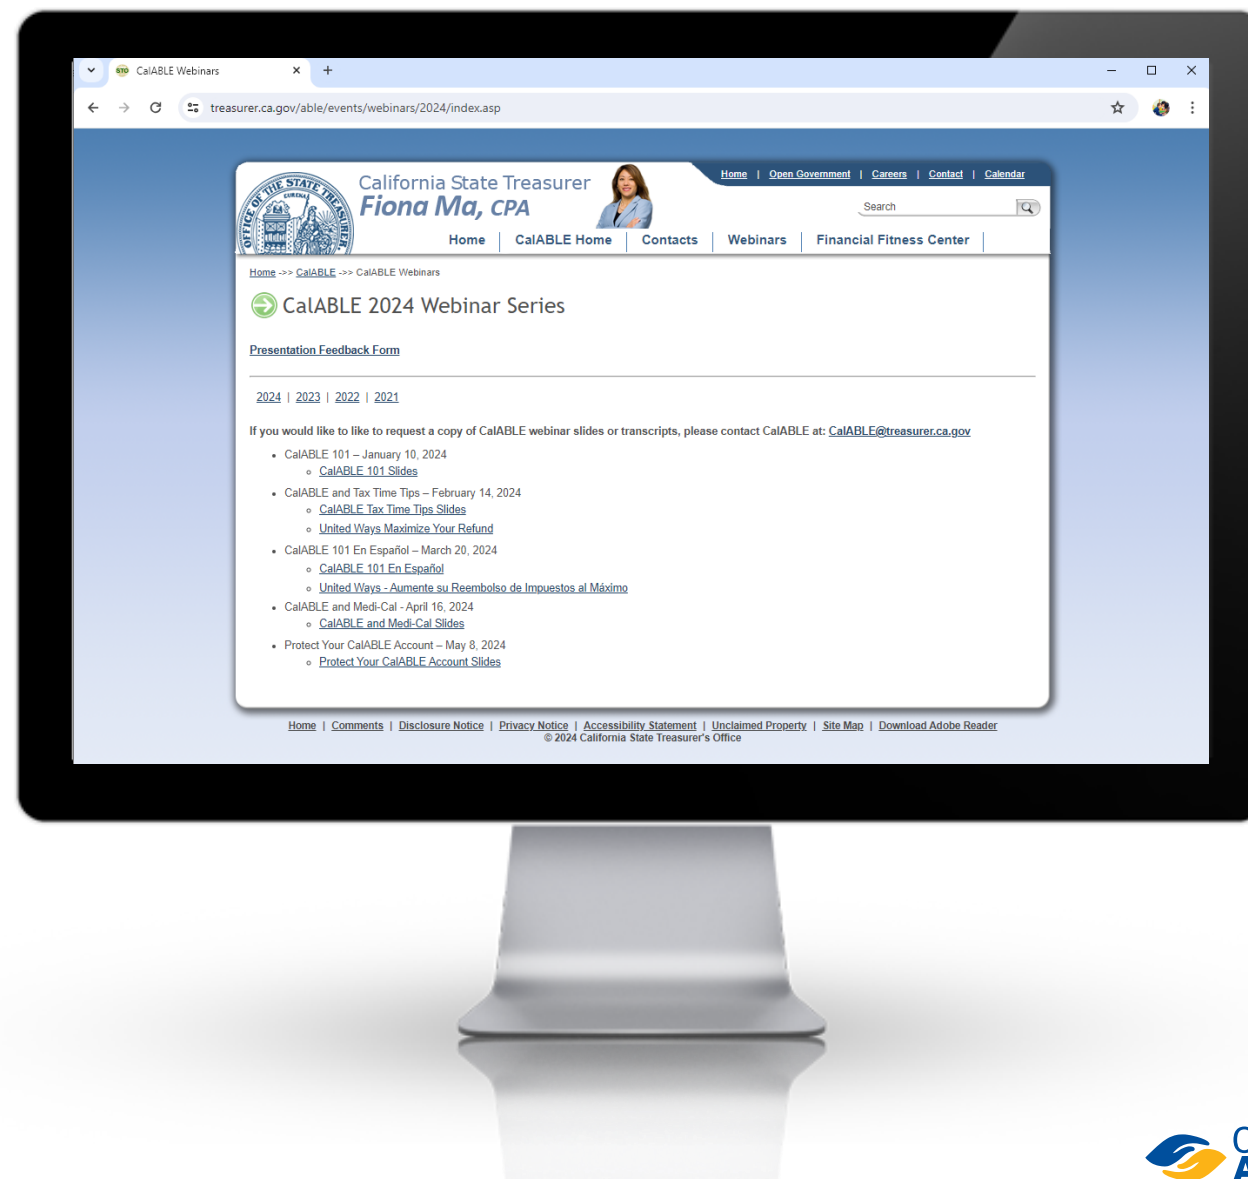 CalABLE Webinars
treasurer.ca.gov/able/events/webinars/2024/index.asp
Home | Open Government | Careers | Contact | Calendar
California State Treasurer
Fiona Ma, CPA
Search
OFFICE OF THE STATE TREASURER
EUREKA
Home | CalABLE Home | Contacts | Webinars | Financial Fitness Center |
Home ->> CalABLE ->> CalABLE Webinars
CalABLE 2024 Webinar Series
Presentation Feedback Form
2024 | 2023 | 2022 | 2021
If you would like to like to request a copy of CalABLE webinar slides or transcripts, please contact CalABLE at: CalABLE@treasurer.ca.gov
• CalABLE 101 – January 10, 2024
◦ CalABLE 101 Slides
• CalABLE and Tax Time Tips – February 14, 2024
◦ CalABLE Tax Time Tips Slides
◦ United Ways Maximize Your Refund
• CalABLE 101 En Español – March 20, 2024
◦ CalABLE 101 En Español
◦ United Ways - Aumente su Reembolso de Impuestos al Máximo
• CalABLE and Medi-Cal - April 16, 2024
◦ CalABLE and Medi-Cal Slides
• Protect Your CalABLE Account – May 8, 2024
◦ Protect Your CalABLE Account Slides
Home | Comments | Disclosure Notice | Privacy Notice | Accessibility Statement | Unclaimed Property | Site Map | Download Adobe Reader
© 2024 California State Treasurer's Office